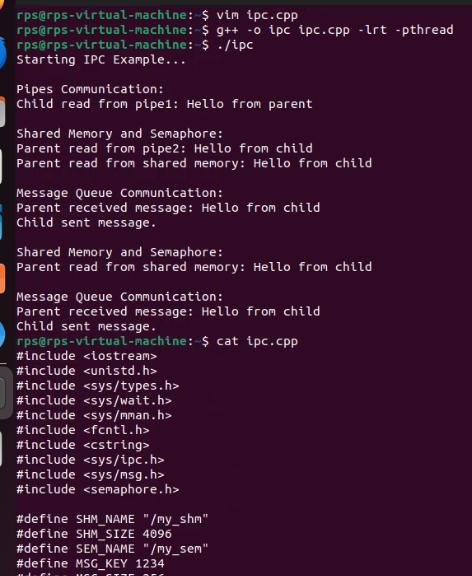 rps@rps-virtual-machine:~$ vim ipc.cpp
rps@rps-virtual-machine:~$ g++ -o ipc ipc.cpp -lrt -pthread
rps@rps-virtual-machine:~$ ./ipc
Starting IPC Example...

Pipes Communication:
Child read from pipe1: Hello from parent

Shared Memory and Semaphore:
Parent read from pipe2: Hello from child
Parent read from shared memory: Hello from child

Message Queue Communication:
Parent received message: Hello from child
Child sent message.

Shared Memory and Semaphore:
Parent read from shared memory: Hello from child

Message Queue Communication:
Parent received message: Hello from child
Child sent message.
rps@rps-virtual-machine:~$ cat ipc.cpp
#include <iostream>
#include <unistd.h>
#include <sys/types.h>
#include <sys/wait.h>
#include <sys/mman.h>
#include <fcntl.h>
#include <cstring>
#include <sys/ipc.h>
#include <sys/msg.h>
#include <semaphore.h>

#define SHM_NAME "/my_shm"
#define SHM_SIZE 4096
#define SEM_NAME "/my_sem"
#define MSG_KEY 1234
#define MSG_SIZE 256